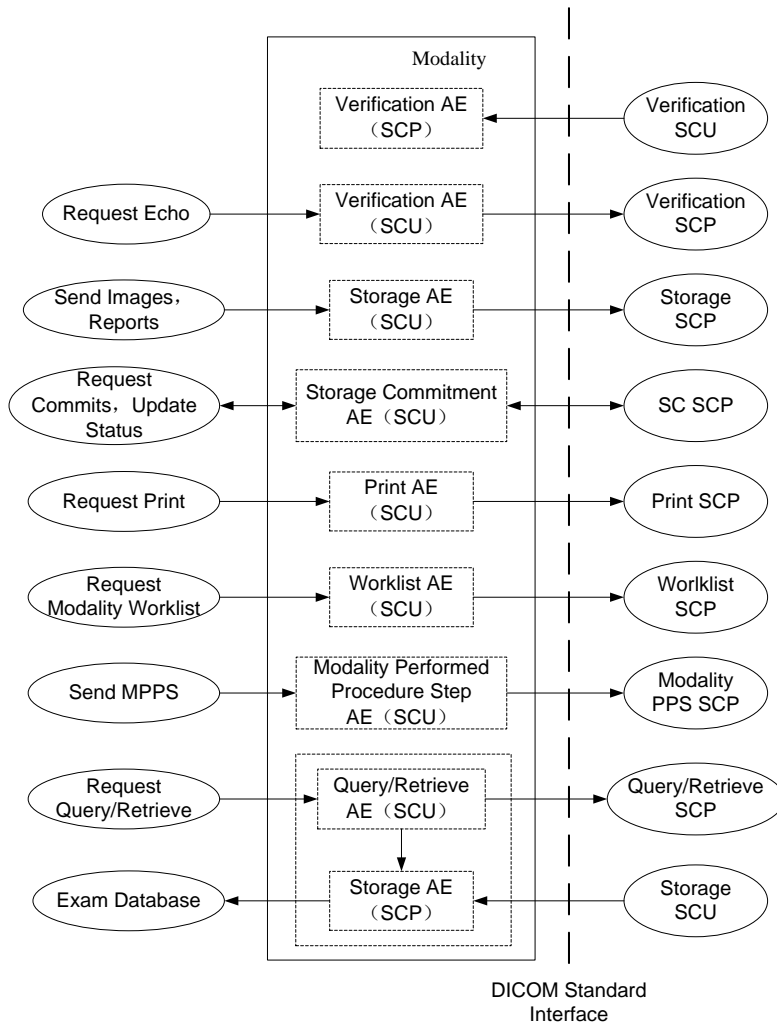 Modality
Verification AE
（SCP）
Verification
SCU
Request Echo
Verification AE
（SCU）
Verification
SCP
Send Images，
Reports
Storage AE
（SCU）
Storage
SCP
Request
Commits，Update
Status
Storage Commitment
AE（SCU）
SC SCP
Request Print
Print AE
（SCU）
Print SCP
Request
Modality Worklist
Worklist AE
（SCU）
Worlklist
SCP
Send MPPS
Modality Performed
Procedure Step
AE（SCU）
Modality
PPS SCP
Request
Query/Retrieve
Query/Retrieve
AE（SCU）
Query/Retrieve
SCP
Exam Database
Storage AE
（SCP）
Storage
SCU
DICOM Standard
Interface